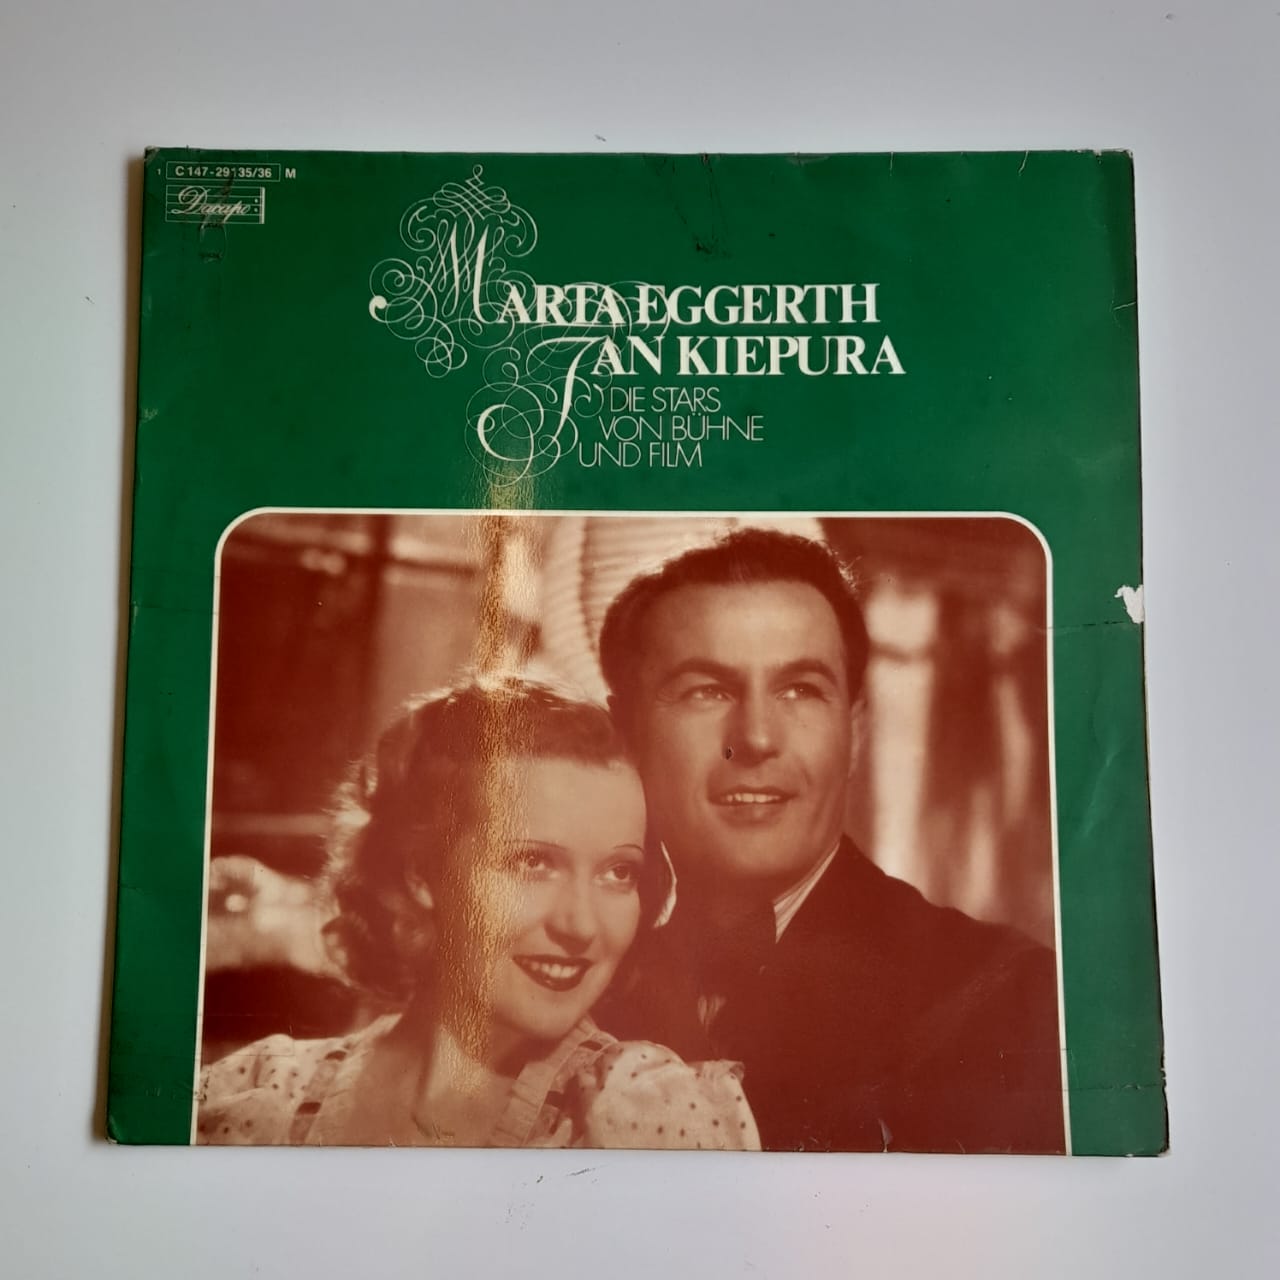 1 C 147-29135/36 M
Dacapo
MARTA EGGERTH
JAN KIEPURA
DIE STARS
VON BÜHNE
UND FILM